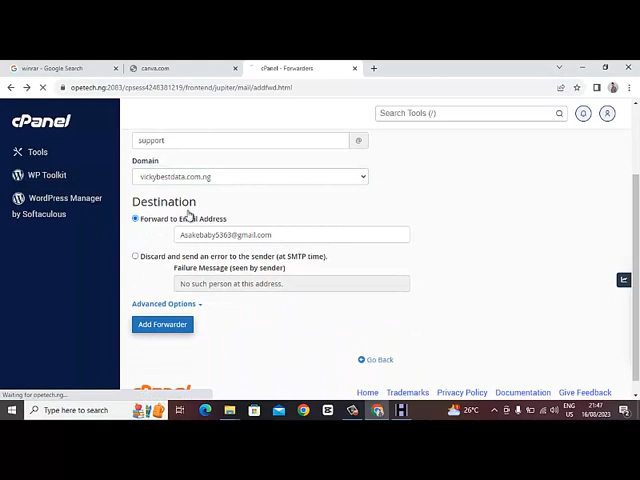 winrar - Google Search
canva.com
cPanel - Forwarders
opetech.ng:2083/cpsess4248381219/frontend/jupiter/mail/addfwd.html
cPanel
Search Tools (/)
Tools
WP Toolkit
WordPress Manager
by Softaculous
support
@
Domain
vickybestdata.com.ng
Destination
Forward to Email Address
Asakebaby5363@gmail.com
Discard and send an error to the sender (at SMTP time).
Failure Message (seen by sender)
No such person at this address.
Advanced Options
Add Forwarder
Go Back
Home
Trademarks
Privacy Policy
Documentation
Give Feedback
Waiting for opetech.ng...
Type here to search
26°C
ENG
US
21:47
16/08/2023